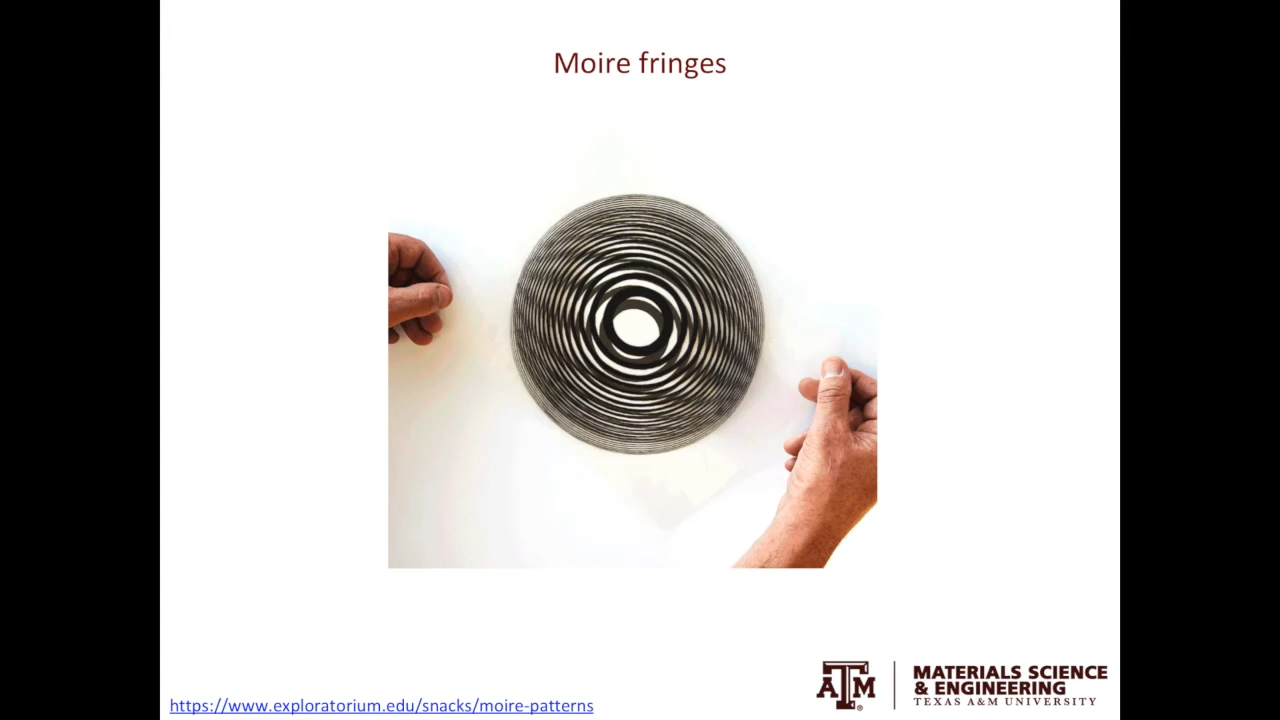 Moire fringes
https://www.exploratorium.edu/snacks/moire-patterns
ATM
MATERIALS SCIENCE
& ENGINEERING
TEXAS A&M UNIVERSITY